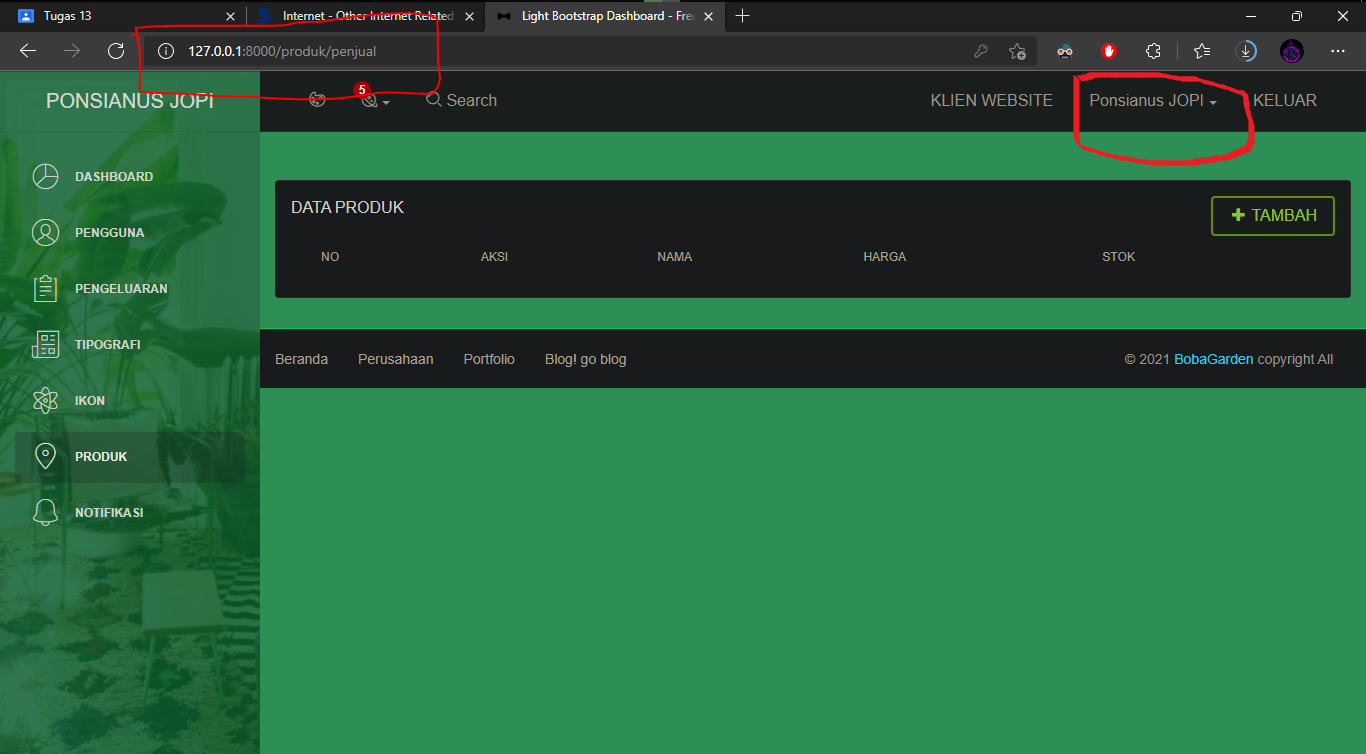 Tugas 13
Internet - Other Internet Related
Light Bootstrap Dashboard - Free
127.0.0.1:8000/produk/penjual
PONSIANUS JOPI
5
Search
KLIEN WEBSITE
Ponsianus JOPI
KELUAR
DASHBOARD
PENGGUNA
PENGELUARAN
TIPOGRAFI
IKON
PRODUK
NOTIFIKASI
DATA PRODUK
TAMBAH
NO AKSI NAMA HARGA STOK
Beranda Perusahaan Portfolio Blog! go blog
© 2021 BobaGarden copyright All